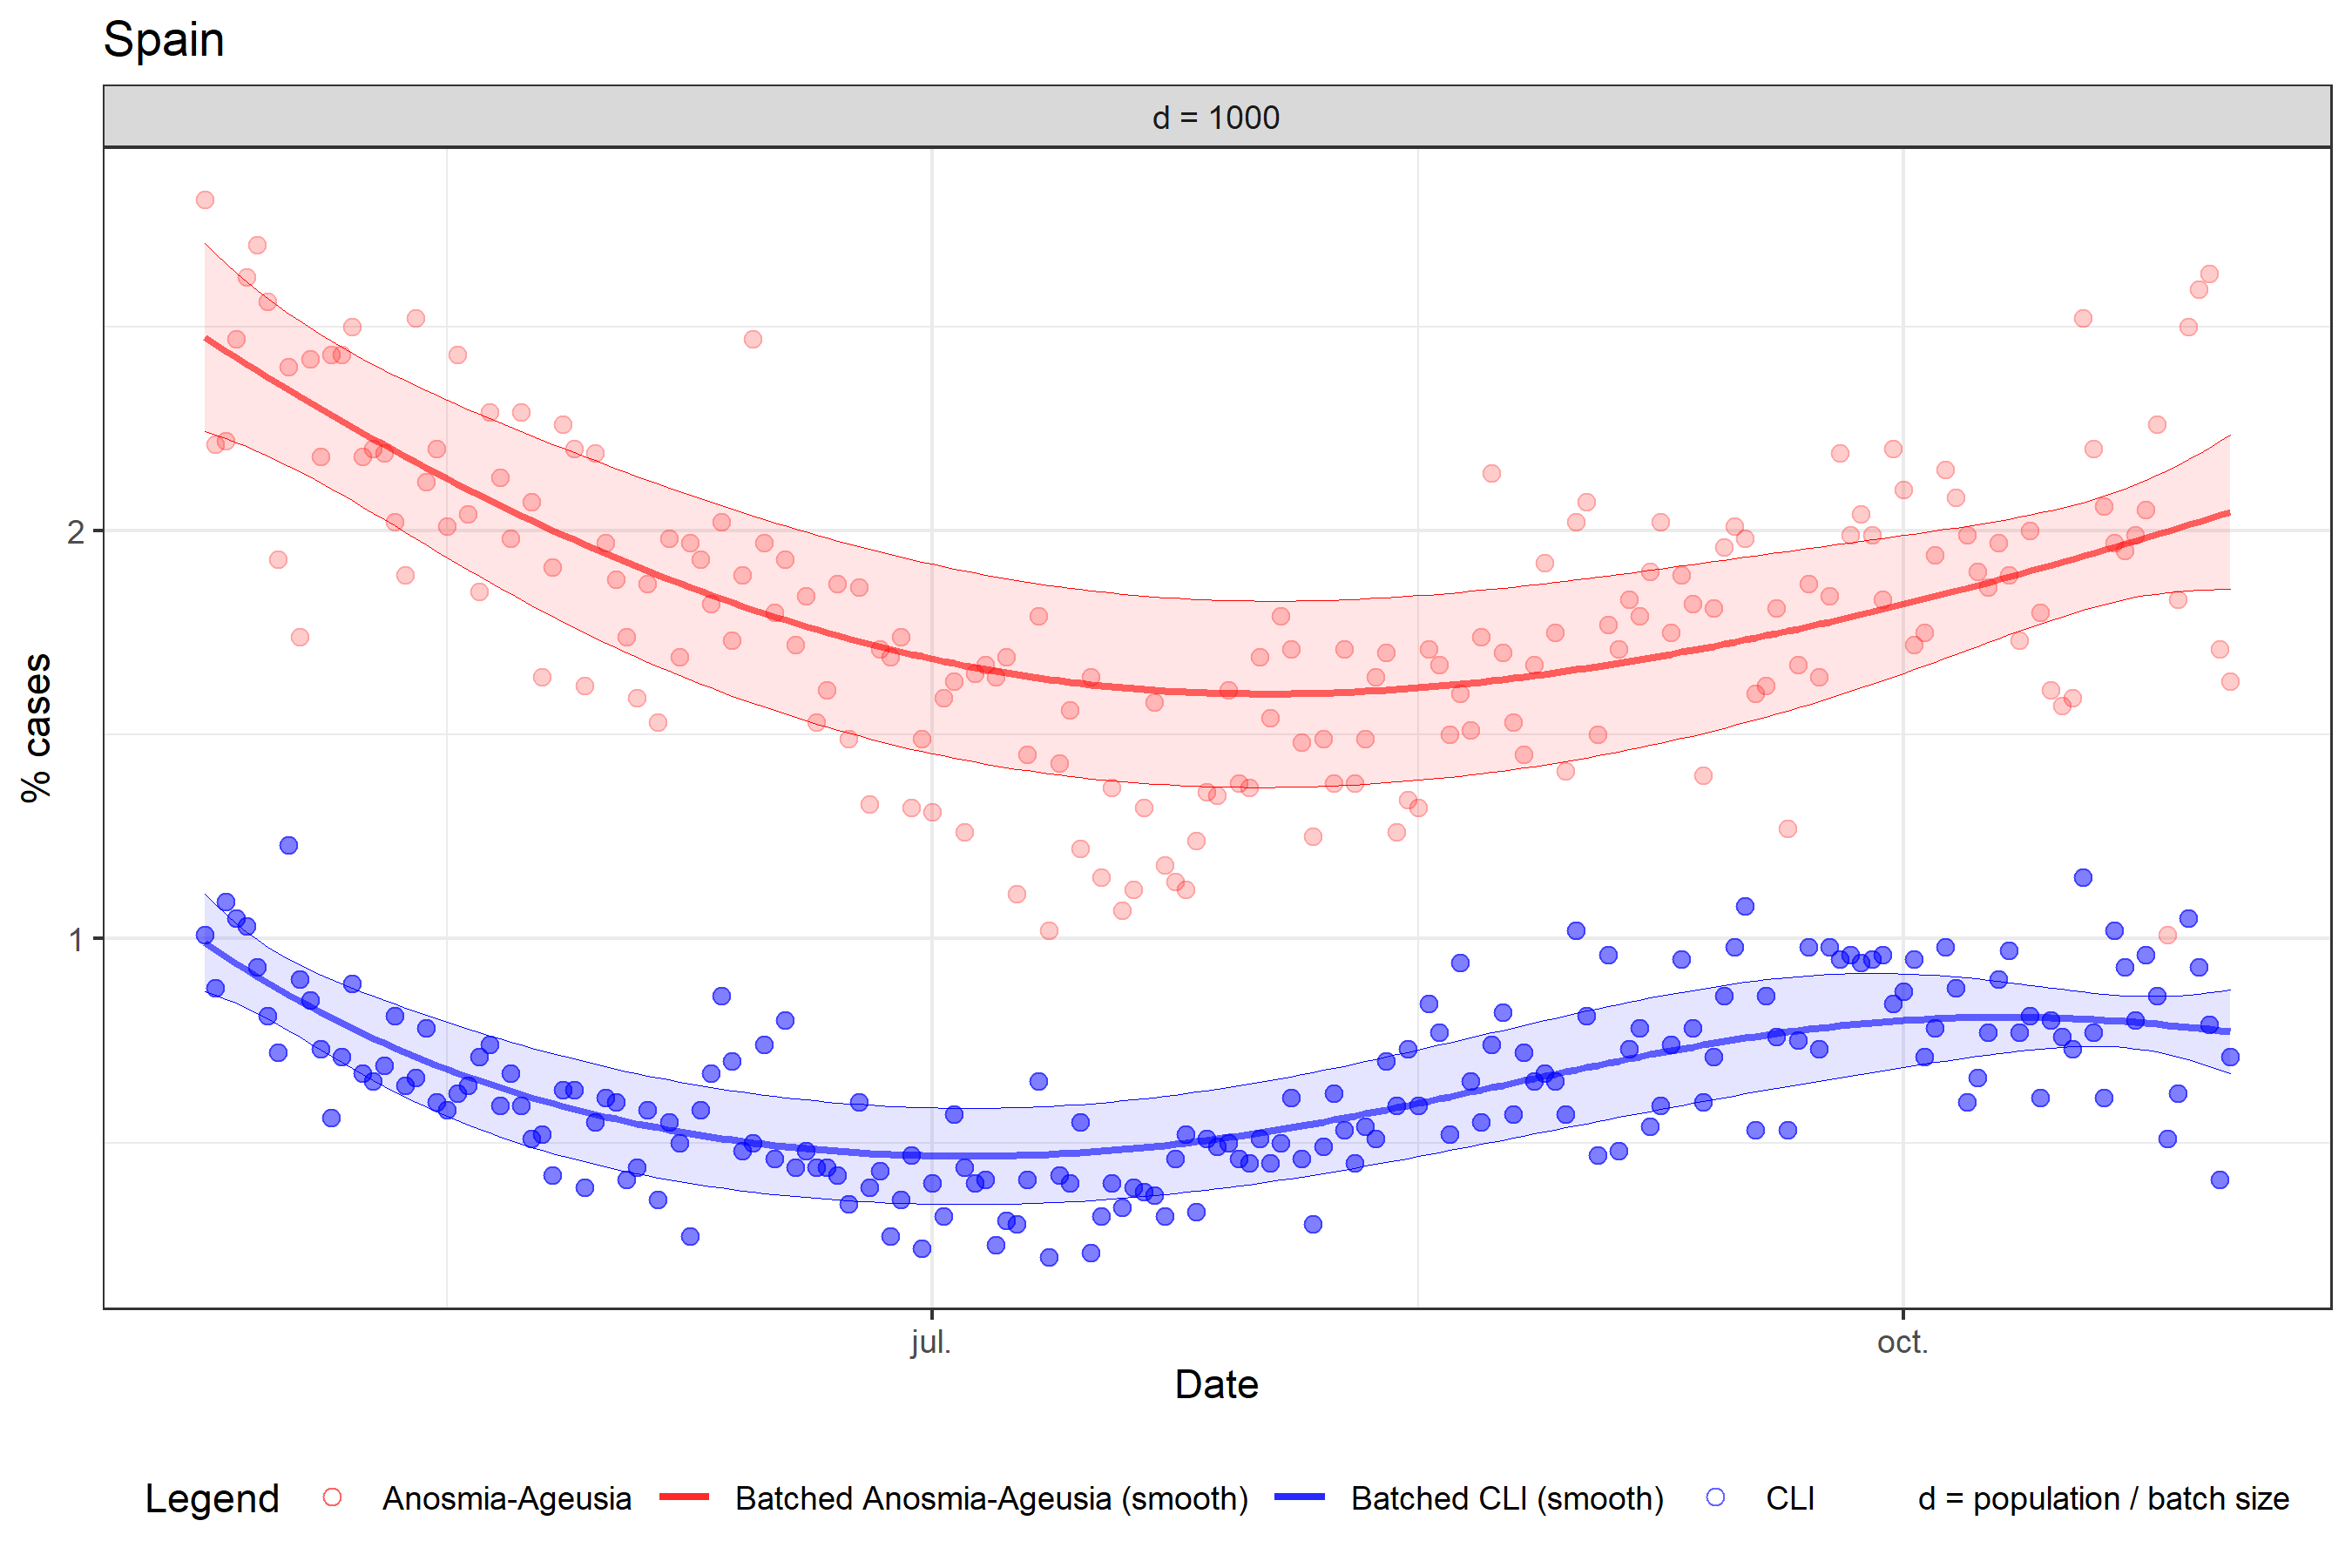 Spain
d = 1000
% cases
2
1
jul.
oct.
Date
Legend Anosmia-Ageusia Batched Anosmia-Ageusia (smooth) Batched CLI (smooth) CLI d = population / batch size